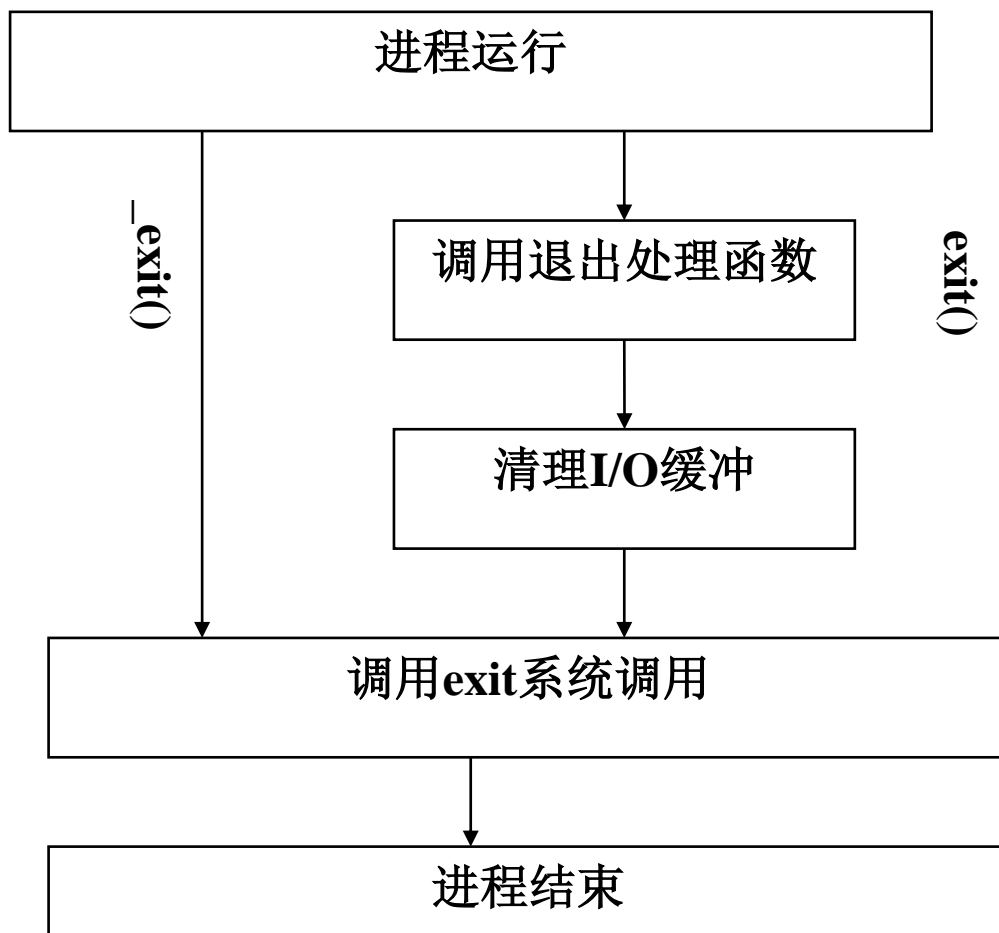 进程运行
_exit()
调用退出处理函数
exit()
清理I/O缓冲
调用exit系统调用
进程结束